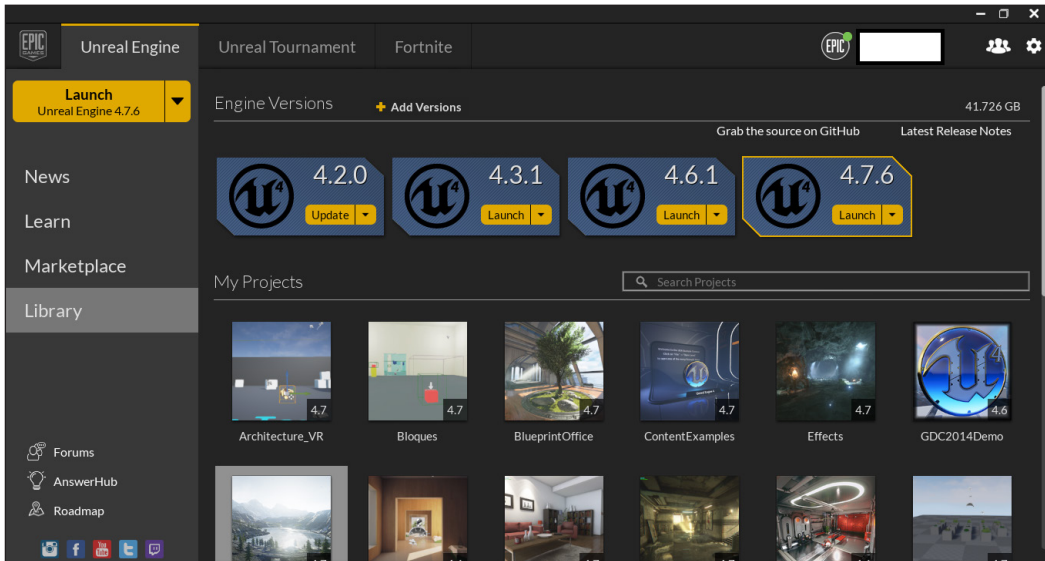 EPIC GAMES
Unreal Engine
Unreal Tournament
Fortnite
EPIC
Launch
Unreal Engine 4.7.6
News
Learn
Marketplace
Library
Forums
AnswerHub
Roadmap
Engine Versions
Add Versions
41.726 GB
Grab the source on GitHub
Latest Release Notes
4.2.0
Update
4.3.1
Launch
4.6.1
Launch
4.7.6
Launch
My Projects
Search Projects
4.7
4.7
4.7
4.7
4.7
4.6
Architecture_VR
Bloques
BlueprintOffice
ContentExamples
Effects
GDC2014Demo